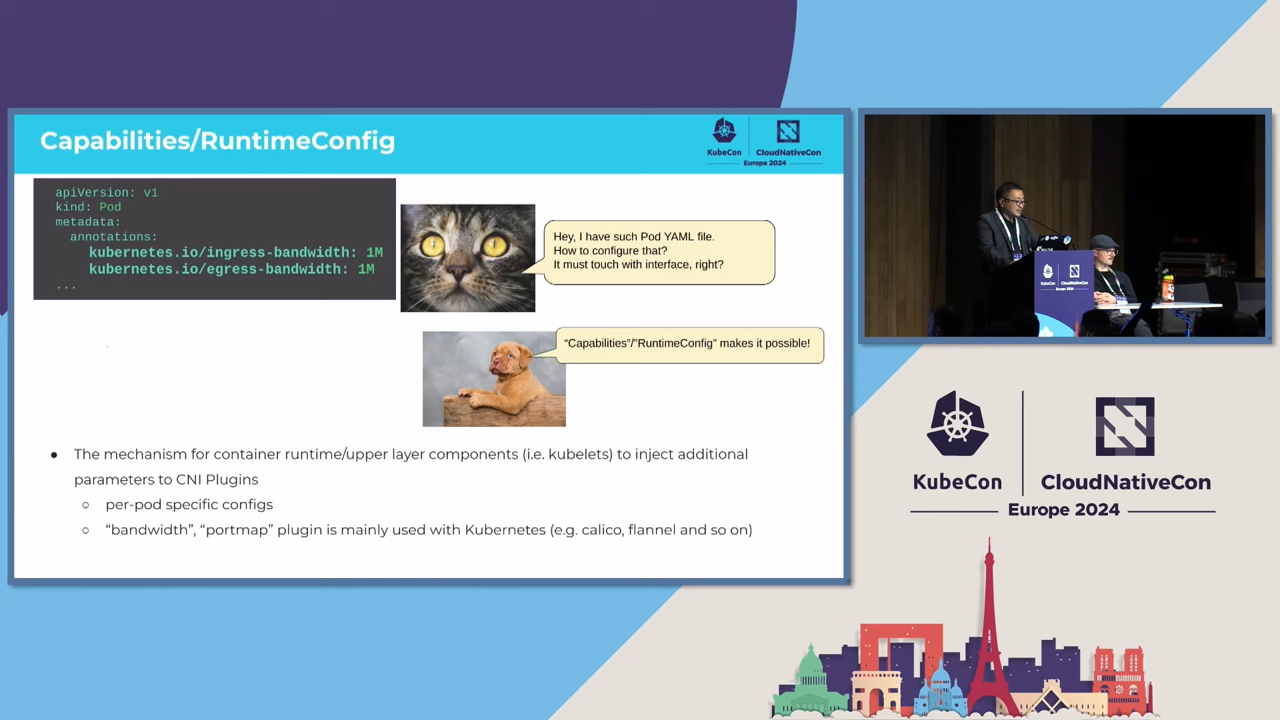 Capabilities/RuntimeConfig
KubeCon
CloudNativeCon
Europe 2024
apiVersion: v1
kind: Pod
metadata:
annotations:
kubernetes.io/ingress-bandwidth: 1M
kubernetes.io/egress-bandwidth: 1M
...
Hey, I have such Pod YAML file.
How to configure that?
It must touch with interface, right?
“Capabilities”/”RuntimeConfig” makes it possible!
● The mechanism for container runtime/upper layer components (i.e. kubelets) to inject additional
parameters to CNI Plugins
○ per-pod specific configs
○ “bandwidth”, “portmap” plugin is mainly used with Kubernetes (e.g. calico, flannel and so on)
KubeCon
CloudNativeCon
Europe 2024
KubeCon
CloudNativeCon
Europe 2024